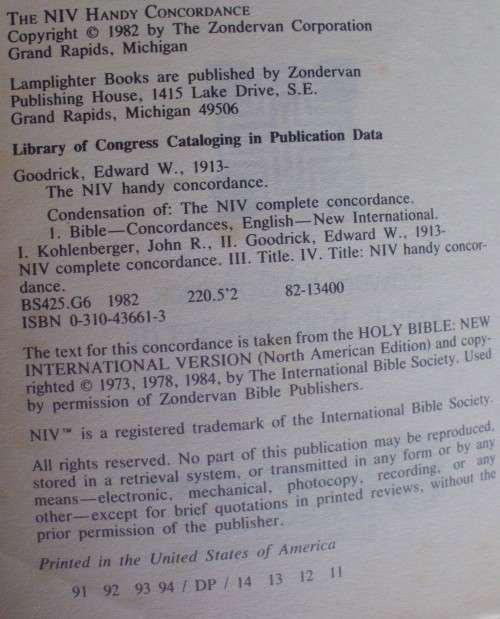 THE NIV HANDY CONCORDANCE
Copyright © 1982 by The Zondervan Corporation
Grand Rapids, Michigan
Lamplighter Books are published by Zondervan
Publishing House, 1415 Lake Drive, S.E.
Grand Rapids, Michigan 49506
Library of Congress Cataloging in Publication Data
Goodrick, Edward W., 1913-
The NIV handy concordance.
Condensation of: The NIV complete concordance.
1. Bible—Concordances, English—New International.
I. Kohlenberger, John R., II. Goodrick, Edward W., 1913-
NIV complete concordance. III. Title. IV. Title: NIV handy concor-
dance.
BS425.G6 1982 220.5'2 82-13400
ISBN 0-310-43661-3
The text for this concordance is taken from the HOLY BIBLE: NEW
INTERNATIONAL VERSION (North American Edition) and copy-
righted © 1973, 1978, 1984, by The International Bible Society. Used
by permission of Zondervan Bible Publishers.
NIV™ is a registered trademark of the International Bible Society.
All rights reserved. No part of this publication may be reproduced,
stored in a retrieval system, or transmitted in any form or by any
means—electronic, mechanical, photocopy, recording, or any
other—except for brief quotations in printed reviews, without the
prior permission of the publisher.
Printed in the United States of America
91 92 93 94 / DP / 14 13 12 11